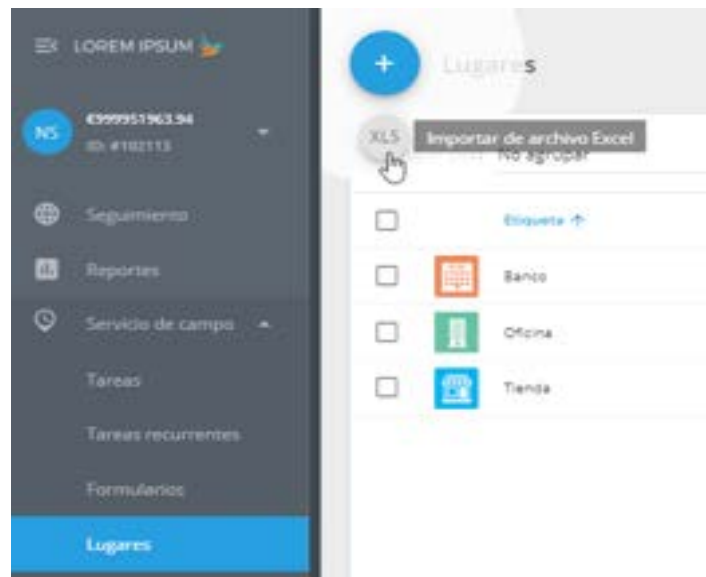 LOREM IPSUM
NS
€999951963.94
ID: #102113
Seguimiento
Reportes
Servicio de campo
Tareas
Tareas recurrentes
Formularios
Lugares
+
Lugares
XLS
Importar de archivo Excel
No agrupar
Etiqueta ↑
Banco
Oficina
Tienda